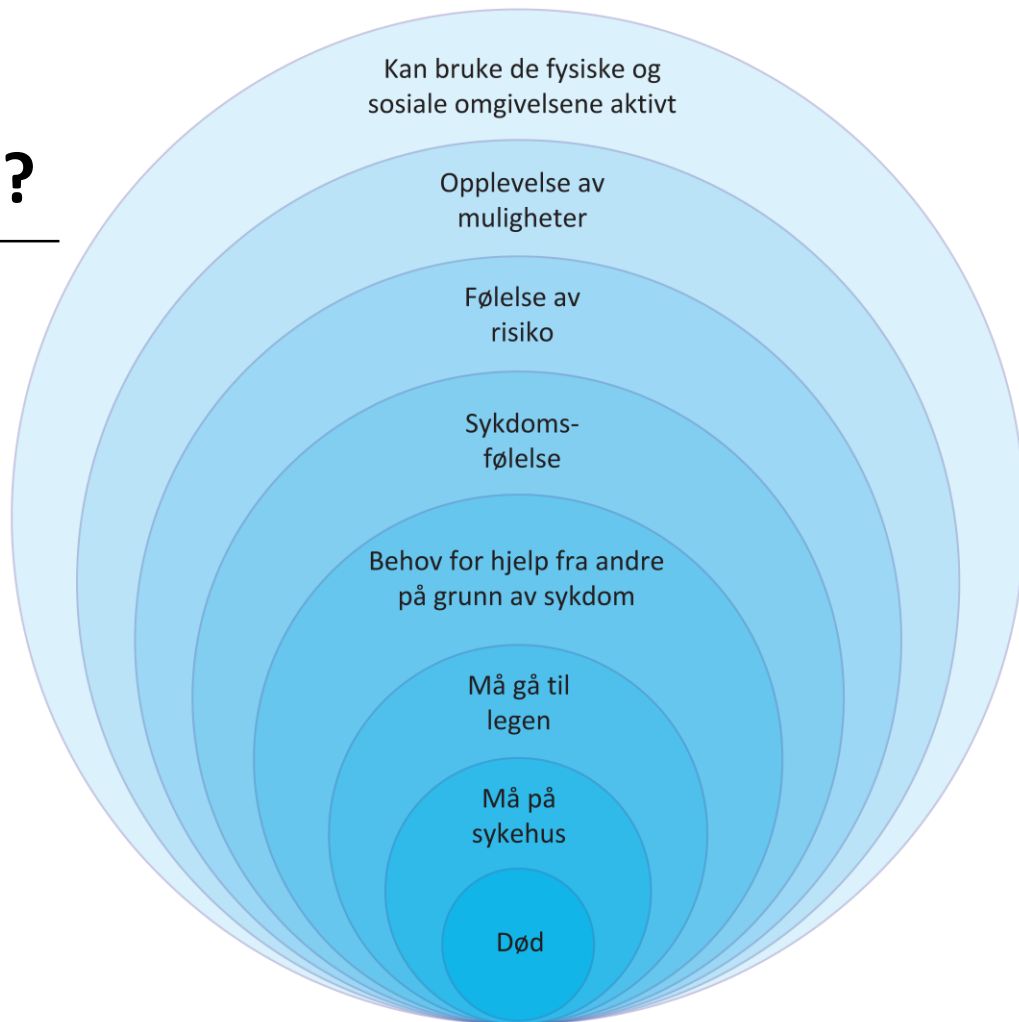 Kan bruke de fysiske og
sosiale omgivelsene aktivt
?
Opplevelse av
muligheter
Følelse av
risiko
Sykdoms-
følelse
Behov for hjelp fra andre
på grunn av sykdom
Må gå til
legen
Må på
sykehus
Død